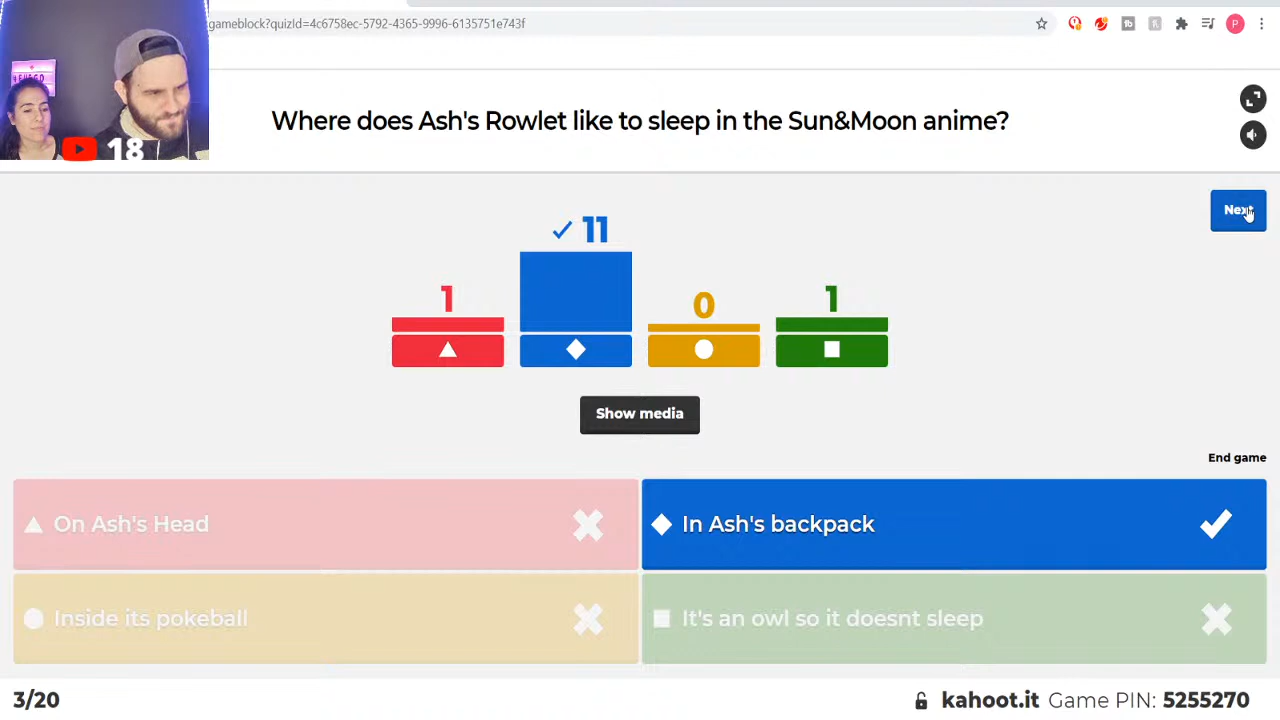 gameblock?quizId=4c6758ec-5792-4365-9996-6135751e743f
18
Where does Ash's Rowlet like to sleep in the Sun&Moon anime?
Next
11
1
0
1
Show media
End game
On Ash's Head
In Ash's backpack
Inside its pokeball
It's an owl so it doesnt sleep
3/20
kahoot.it Game PIN: 5255270